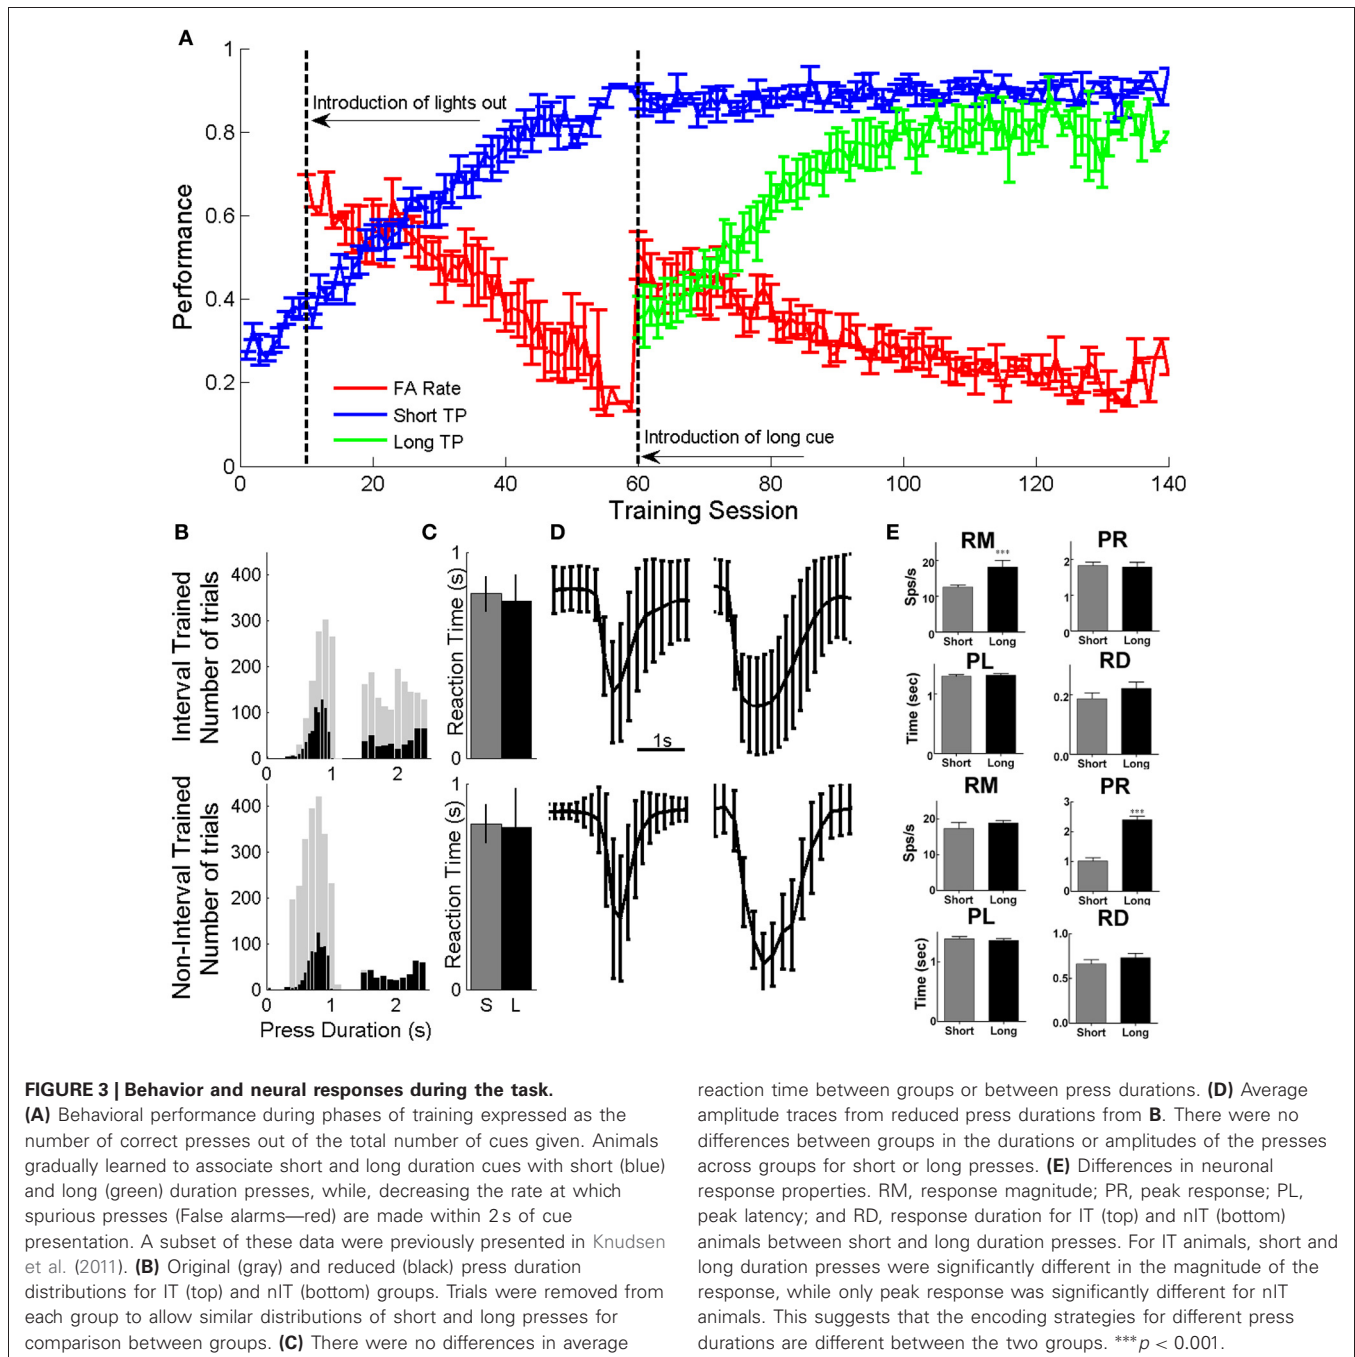 A
1
0.8
0.6
0.4
0.2
0
Performance
Introduction of lights out
FA Rate
Short TP
Long TP
Introduction of long cue
0 20 40 60 80 100 120 140
Training Session
B
Interval Trained
Number of trials
400
300
200
100
0
0 1 2
Non-Interval Trained
Number of trials
400
300
200
100
0
0 1 2
Press Duration (s)
C
Reaction Time (s)
1
0
Reaction Time (s)
1
0
S L
D
1s
E
RM
Sps/s
20
10
0
***
Short Long
PR
2
1
0
Short Long
PL
Time (sec)
1
0
Short Long
RD
0.2
0.0
Short Long
RM
Sps/s
20
10
0
Short Long
PR
3
2
1
0
***
Short Long
PL
Time (sec)
1
0
Short Long
RD
1.0
0.5
0.0
Short Long
FIGURE 3 | Behavior and neural responses during the task.
(A) Behavioral performance during phases of training expressed as the
number of correct presses out of the total number of cues given. Animals
gradually learned to associate short and long duration cues with short (blue)
and long (green) duration presses, while, decreasing the rate at which
spurious presses (False alarms—red) are made within 2 s of cue
presentation. A subset of these data were previously presented in Knudsen
et al. (2011). (B) Original (gray) and reduced (black) press duration
distributions for IT (top) and nIT (bottom) groups. Trials were removed from
each group to allow similar distributions of short and long presses for
comparison between groups. (C) There were no differences in average
reaction time between groups or between press durations. (D) Average
amplitude traces from reduced press durations from B. There were no
differences between groups in the durations or amplitudes of the presses
across groups for short or long presses. (E) Differences in neuronal
response properties. RM, response magnitude; PR, peak response; PL,
peak latency; and RD, response duration for IT (top) and nIT (bottom)
animals between short and long duration presses. For IT animals, short and
long duration presses were significantly different in the magnitude of the
response, while only peak response was significantly different for nIT
animals. This suggests that the encoding strategies for different press
durations are different between the two groups. ***p < 0.001.